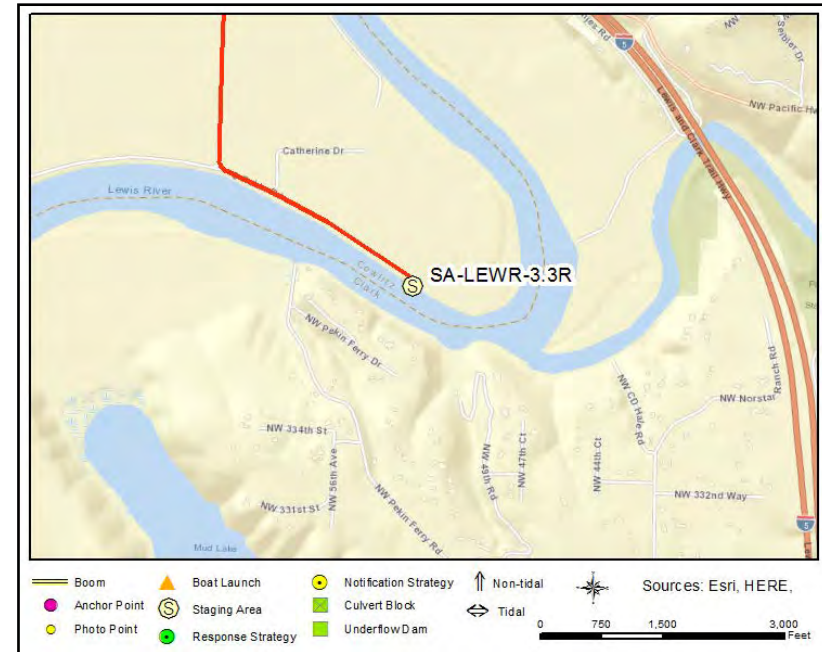 5
NW Pacific Hwy
Lewis and Clark Trail Hwy
Catherine Dr
Lewis River
SA-LEWR-3.3R
S
Cowlitz
Clark
NW Pekin Ferry Dr
NW CD Hale Rd
Ranch Rd
NW Norstar
NW 334th St
NW 56th Ave
NW 47th Ct
NW 44th Ct
NW 332nd Way
NW 331st St
NW Pekin Ferry Rd
Mud Lake
5
Boom
Boat Launch
Notification Strategy
Non-tidal
Sources: Esri, HERE,
Anchor Point
S
Staging Area
Culvert Block
Tidal
Photo Point
Response Strategy
Underflow Dam
0 750 1,500 3,000
Feet